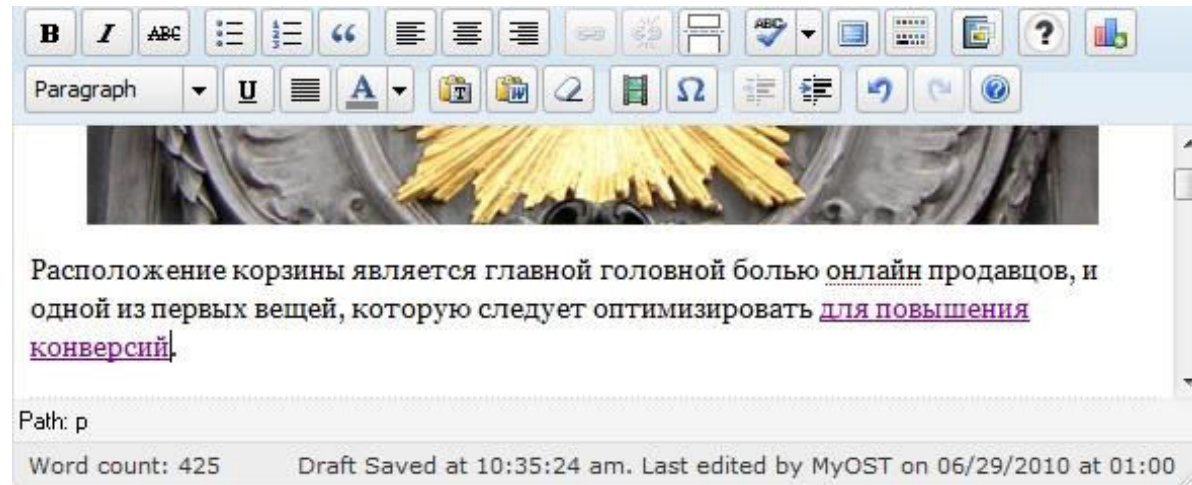 B I ABC ABC ?
Paragraph U A T W Ω ?
Расположение корзины является главной головной болью онлайн продавцов, и
одной из первых вещей, которую следует оптимизировать для повышения
конверсий.
Path: p
Word count: 425 Draft Saved at 10:35:24 am. Last edited by MyOST on 06/29/2010 at 01:00